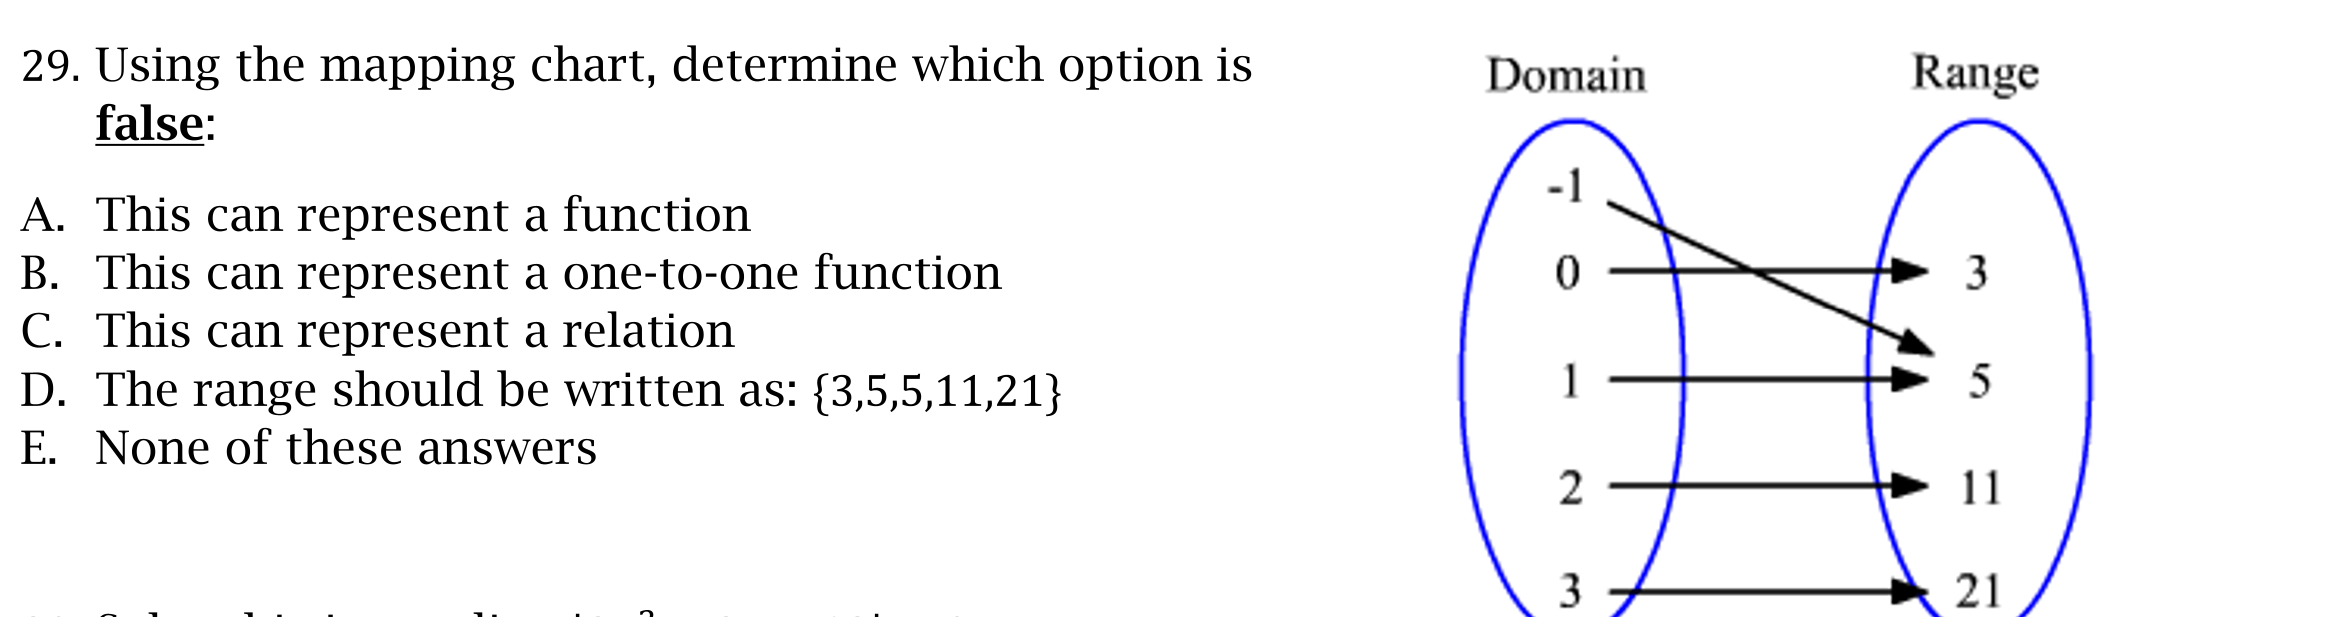 29. Using the mapping chart, determine which option is
false:
A. This can represent a function
B. This can represent a one-to-one function
C. This can represent a relation
D. The range should be written as: {3,5,5,11,21}
E. None of these answers
Domain
Range
-1
0
3
1
5
2
11
3
21